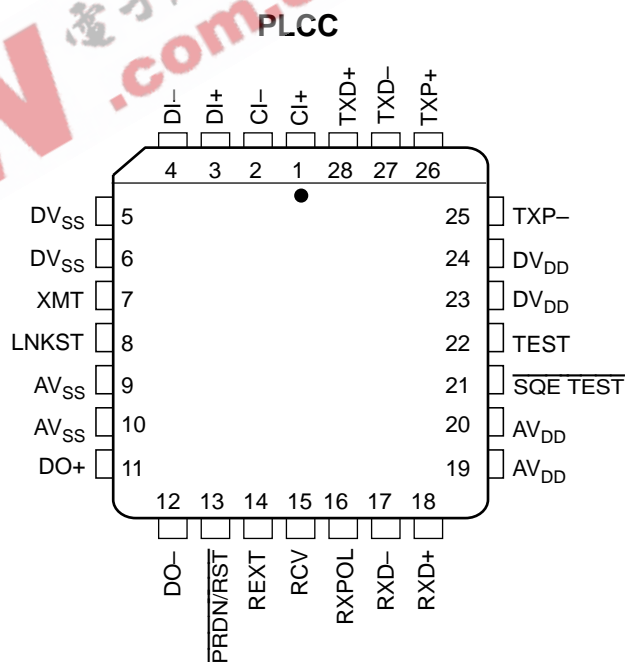 PLCC
DI–
DI+
CI–
CI+
TXD+
TXD–
TXP+
4 3 2 1 28 27 26
DVSS 5
DVSS 6
XMT 7
LNKST 8
AVSS 9
AVSS 10
DO+ 11
25 TXP–
24 DVDD
23 DVDD
22 TEST
21 SQE TEST
20 AVDD
19 AVDD
12 13 14 15 16 17 18
DO–
PRDN/RST
REXT
RCV
RXPOL
RXD–
RXD+
.com